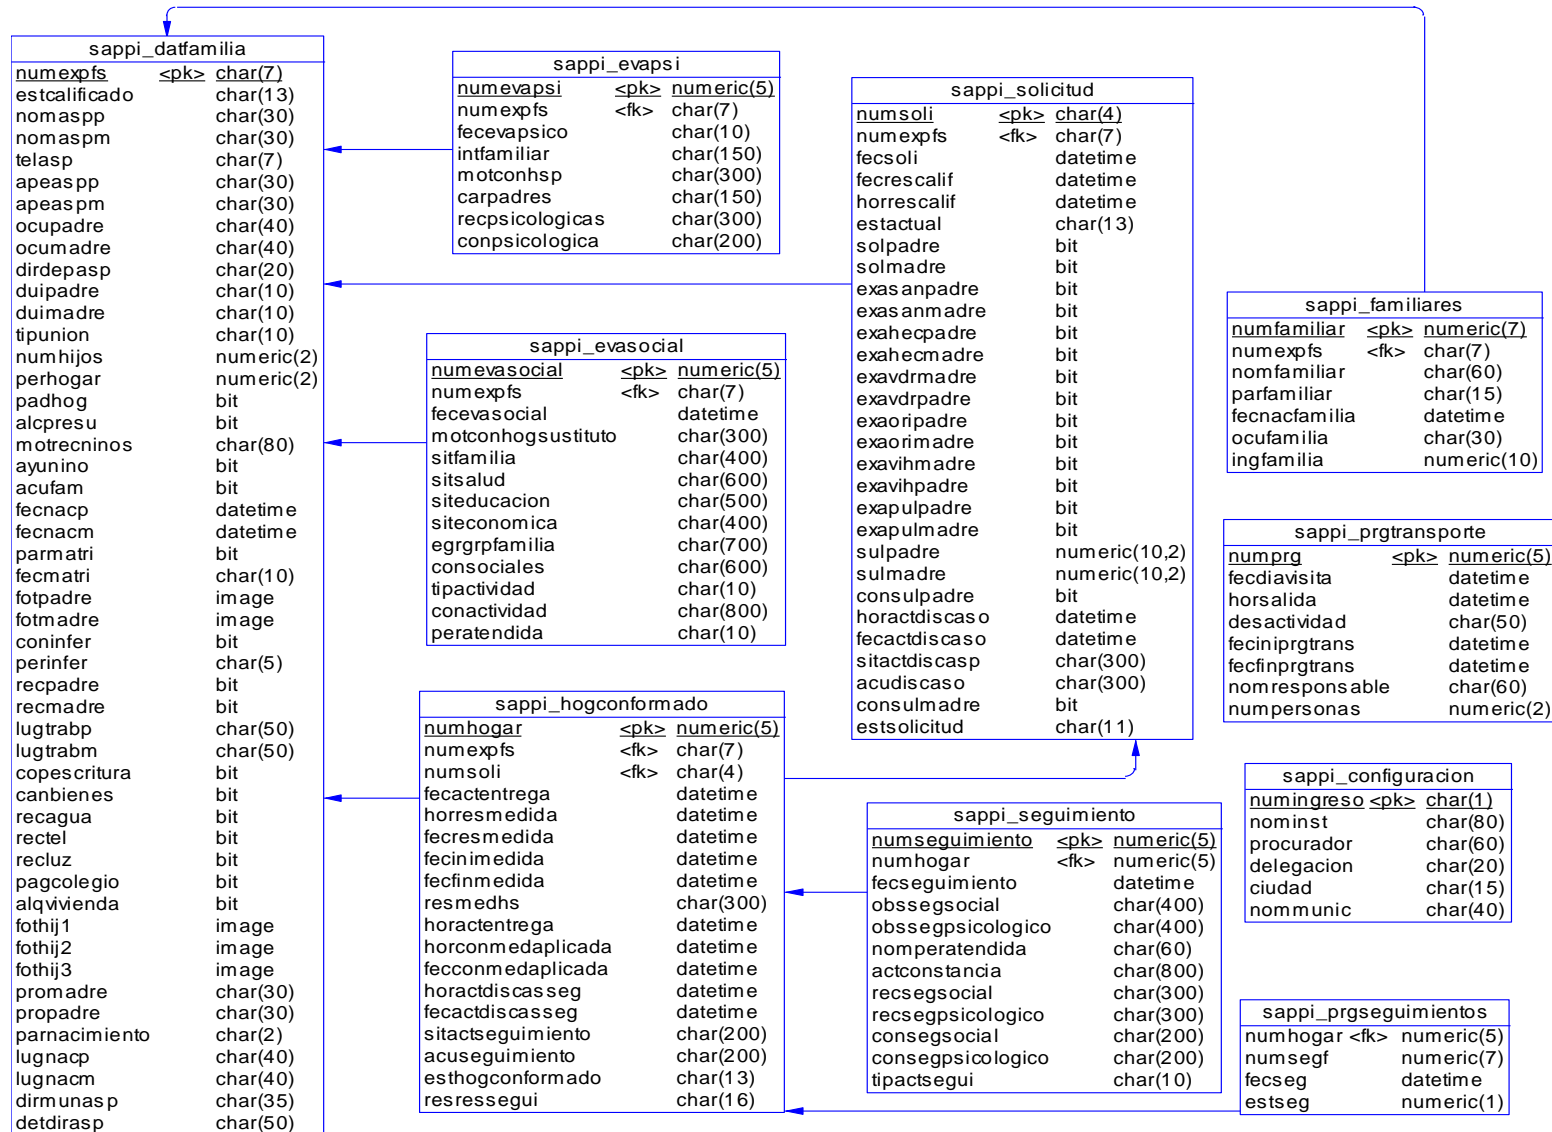 sappi_datfamilia
numexpfs <pk> char(7)
estcalificado char(13)
nomaspp char(30)
nomaspm char(30)
telasp char(7)
apeaspp char(30)
apeaspm char(30)
ocupadre char(40)
ocumadre char(40)
dirdepasp char(20)
duipadre char(10)
duimadre char(10)
tipunion char(10)
numhijos numeric(2)
perhogar numeric(2)
padhog bit
alcpresu bit
motrecninos char(80)
ayunino bit
acufam bit
fecnacp datetime
fecnacm datetime
parmatri bit
fecmatri char(10)
fotpadre image
fotmadre image
coninfer bit
perinfer char(5)
recpadre bit
recmadre bit
lugtrabp char(50)
lugtrabm char(50)
copescritura bit
canbienes bit
recagua bit
rectel bit
recluz bit
pagcolegio bit
alqvivienda bit
fothij1 image
fothij2 image
fothij3 image
promadre char(30)
propadre char(30)
parnacimiento char(2)
lugnacp char(40)
lugnacm char(40)
dirmunasp char(35)
detdirasp char(50)
sappi_evapsi
numevapsi <pk> numeric(5)
numexpfs <fk> char(7)
fecevapsico char(10)
intfamiliar char(150)
motconhsp char(300)
carpadres char(150)
recpsicologicas char(300)
conpsicologica char(200)
sappi_evasocial
numevasocial <pk> numeric(5)
numexpfs <fk> char(7)
fecevasocial datetime
motconhogsustituto char(300)
sitfamilia char(400)
sitsalud char(600)
siteducacion char(500)
siteconomica char(400)
egrgrpfamilia char(700)
consociales char(600)
tipactividad char(10)
conactividad char(800)
peratendida char(10)
sappi_hogconformado
numhogar <pk> numeric(5)
numexpfs <fk> char(7)
numsoli <fk> char(4)
fecactentrega datetime
horresmedida datetime
fecresmedida datetime
fecinimedida datetime
fecfinmedida datetime
resmedhs char(300)
horactentrega datetime
horconmedaplicada datetime
fecconmedaplicada datetime
horactdiscasseg datetime
fecactdiscasseg datetime
sitactseguimiento char(200)
acuseguimiento char(200)
esthogconformado char(13)
resressegui char(16)
sappi_solicitud
numsoli <pk> char(4)
numexpfs <fk> char(7)
fecsoli datetime
fecrescalif datetime
horrescalif datetime
estactual char(13)
solpadre bit
solmadre bit
exasanpadre bit
exasanmadre bit
exahecpadre bit
exahecmadre bit
exavdrmadre bit
exavdrpadre bit
exaoripadre bit
exaorimadre bit
exavihmadre bit
exavihpadre bit
exapulpadre bit
exapulmadre bit
sulpadre numeric(10,2)
sulmadre numeric(10,2)
consulpadre bit
horactdiscaso datetime
fecactdiscaso datetime
sitactdiscasp char(300)
acudiscaso char(300)
consulmadre bit
estsolicitud char(11)
sappi_seguimiento
numseguimiento <pk> numeric(5)
numhogar <fk> numeric(5)
fecseguimiento datetime
obssegsocial char(400)
obssegpsicologico char(400)
nomperatendida char(60)
actconstancia char(800)
recsegsocial char(300)
recsegpsicologico char(300)
consegsocial char(200)
consegpsicologico char(200)
tipactsegui char(10)
sappi_familiares
numfamiliar <pk> numeric(7)
numexpfs <fk> char(7)
nomfamiliar char(60)
parfamiliar char(15)
fecnacfamilia datetime
ocufamilia char(30)
ingfamilia numeric(10)
sappi_prgtransporte
numprg <pk> numeric(5)
fecdiavisita datetime
horsalida datetime
desactividad char(50)
feciniprgtrans datetime
fecfinprgtrans datetime
nomresponsable char(60)
numpersonas numeric(2)
sappi_configuracion
numingreso <pk> char(1)
nominst char(80)
procurador char(60)
delegacion char(20)
ciudad char(15)
nommunic char(40)
sappi_prgseguimientos
numhogar <fk> numeric(5)
numsegf numeric(7)
fecseg datetime
estseg numeric(1)